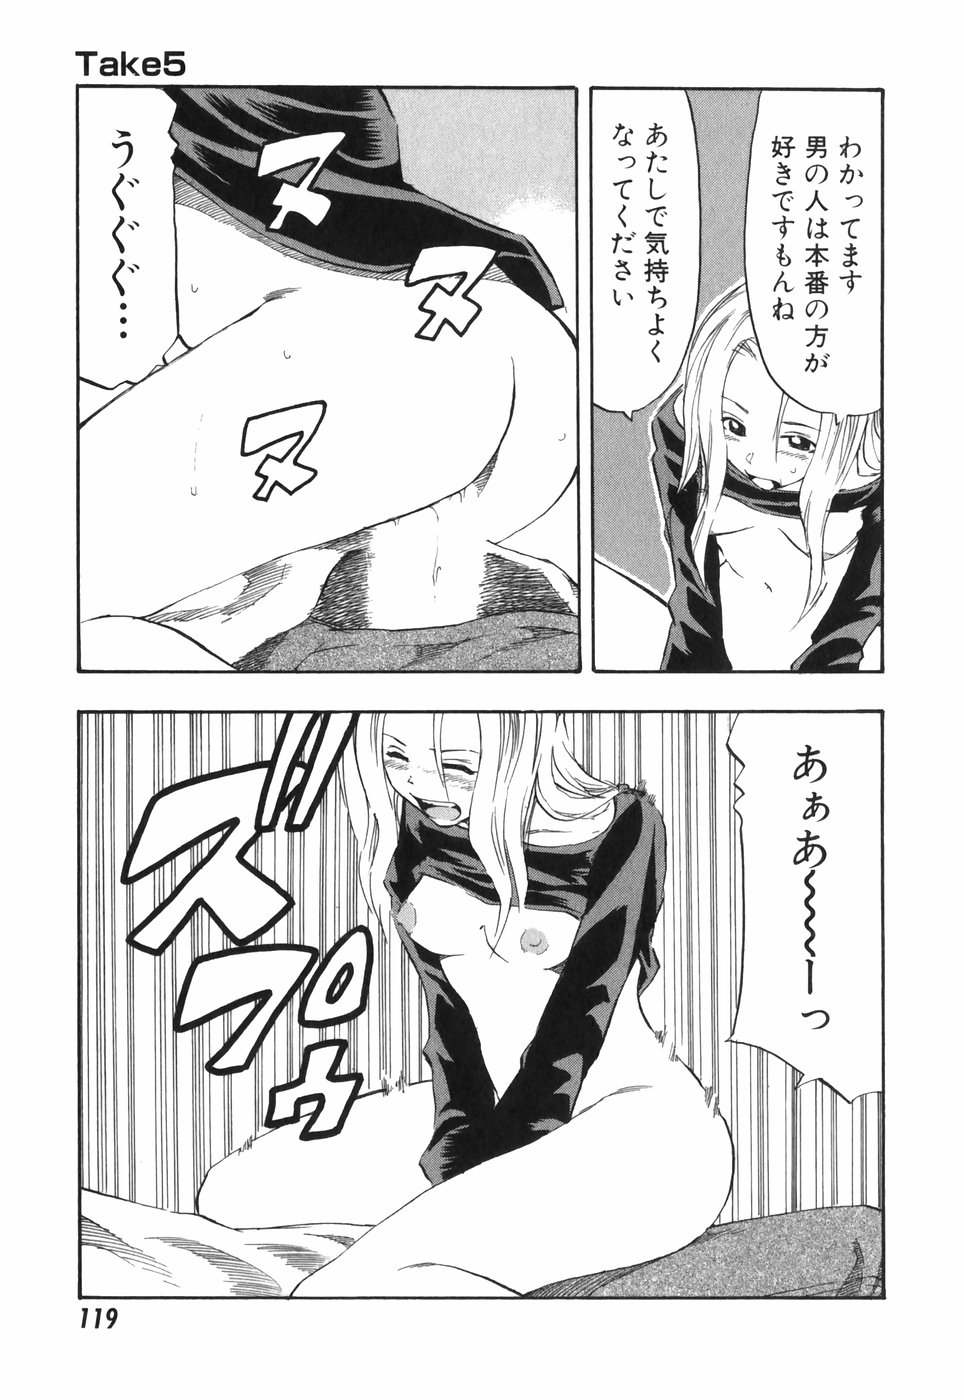 Take5
わかってます
男の人は本番の方が
好きですもんね
あたしで気持ちよく
なってください
ヌ
ヌ
ヌ
うぐぐぐ…
あぁあ～～～ーっ
ズプゥ
119